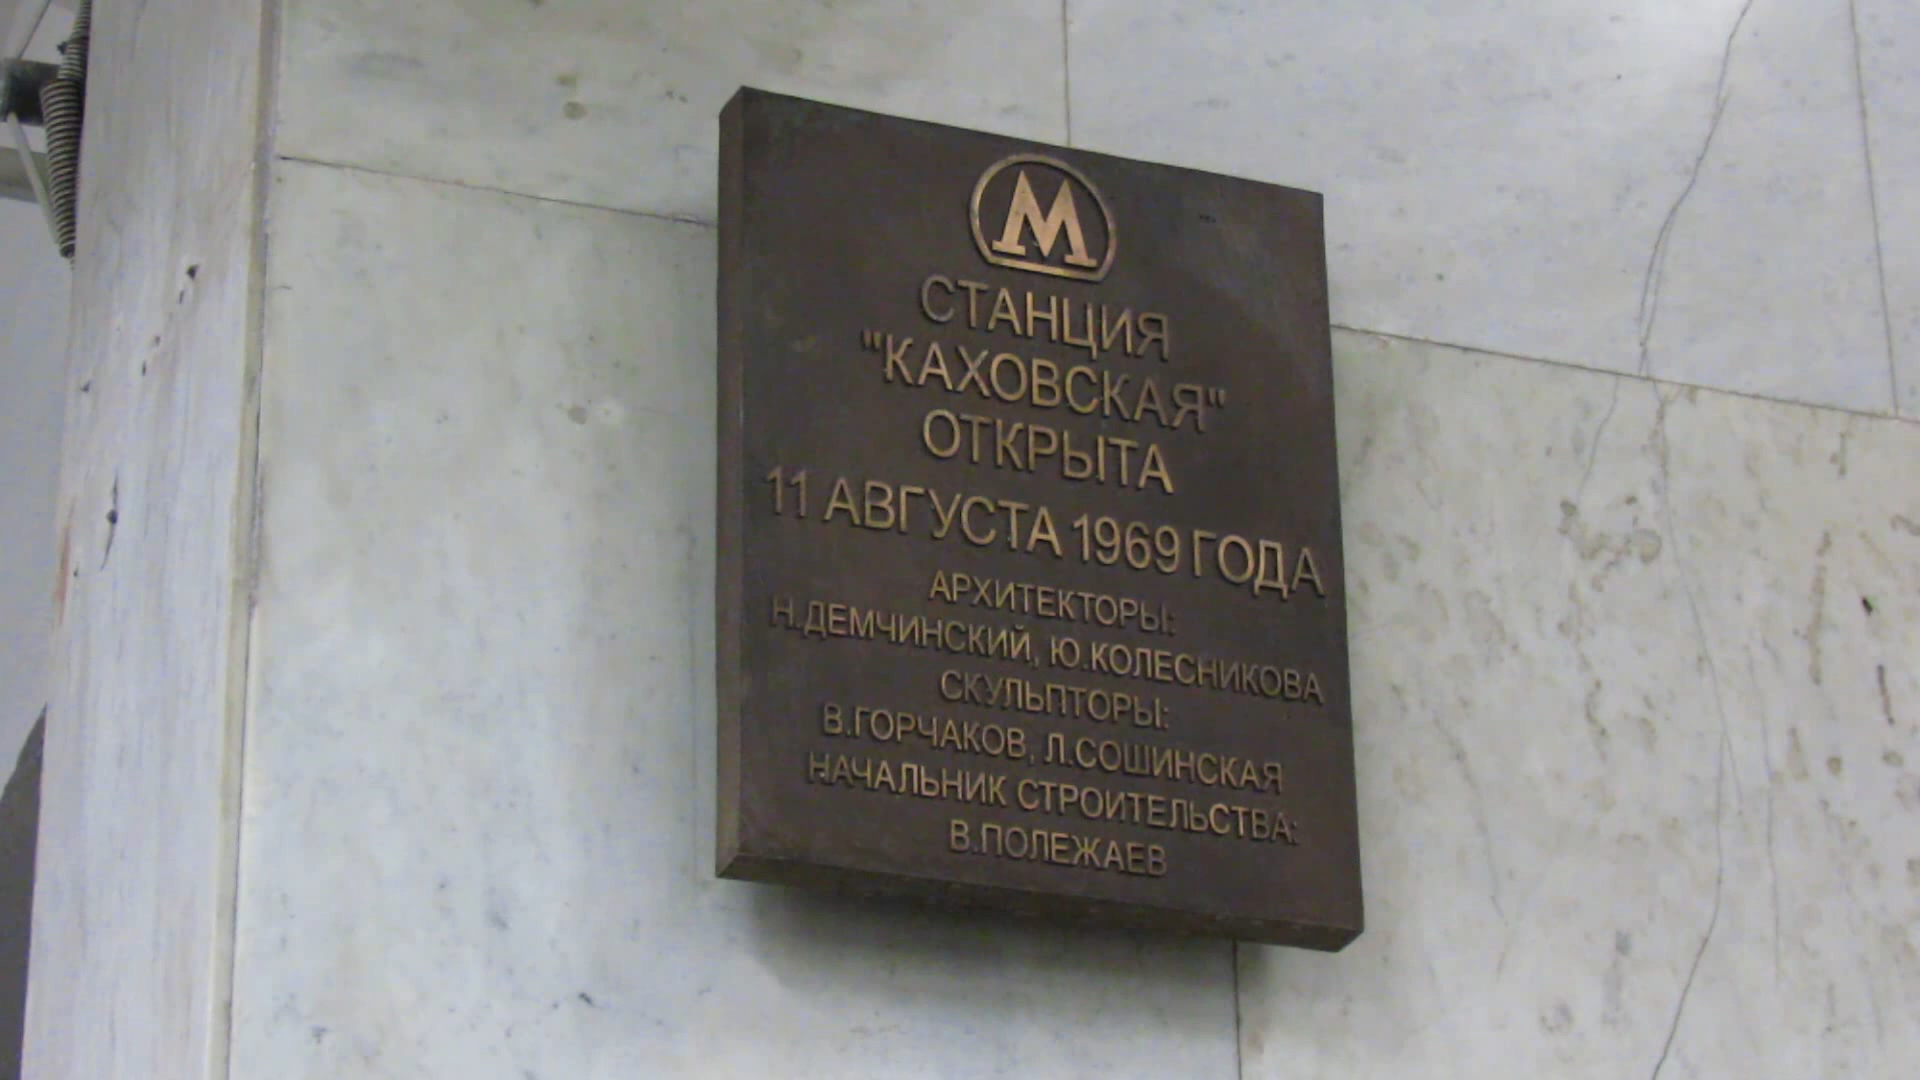 М
СТАНЦИЯ
"КАХОВСКАЯ"
ОТКРЫТА
11 АВГУСТА 1969 ГОДА
АРХИТЕКТОРЫ:
Н.ДЕМЧИНСКИЙ, Ю.КОЛЕСНИКОВА
СКУЛЬПТОРЫ:
В.ГОРЧАКОВ, Л.СОШИНСКАЯ
НАЧАЛЬНИК СТРОИТЕЛЬСТВА:
В.ПОЛЕЖАЕВ